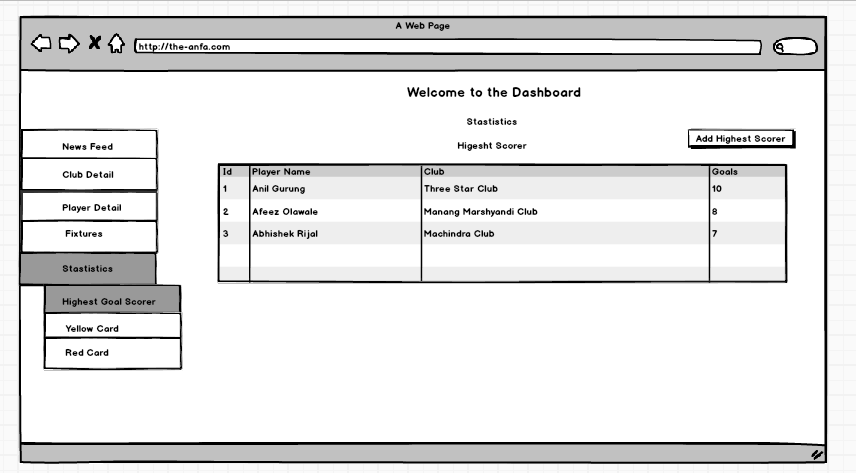 A Web Page
http://the-anfa.com
Welcome to the Dashboard
Stastistics
Higesht Scorer
Add Highest Scorer
News Feed
Club Detail
Player Detail
Fixtures
Stastistics
Highest Goal Scorer
Yellow Card
Red Card
Id Player Name Club Goals
1 Anil Gurung Three Star Club 10
2 Afeez Olawale Manang Marshyandi Club 8
3 Abhishek Rijal Machindra Club 7